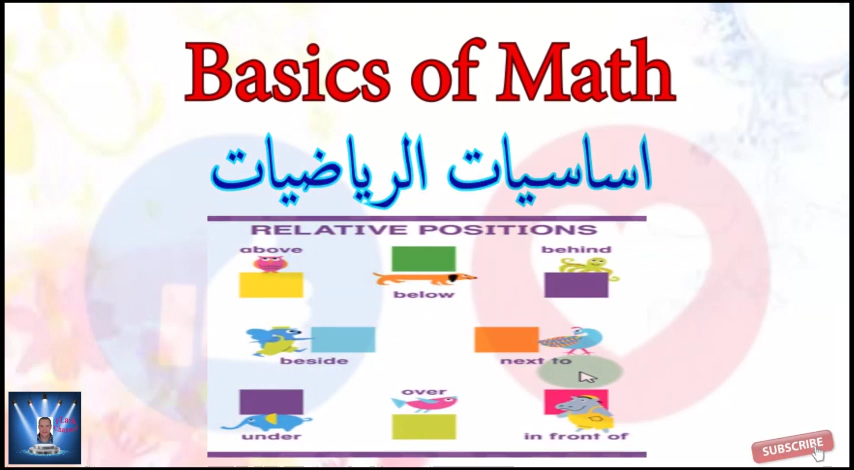 Basics of Math
اساسيات الرياضيات
RELATIVE POSITIONS
above
behind
below
beside
next to
over
under
in front of
SUBSCRIBE